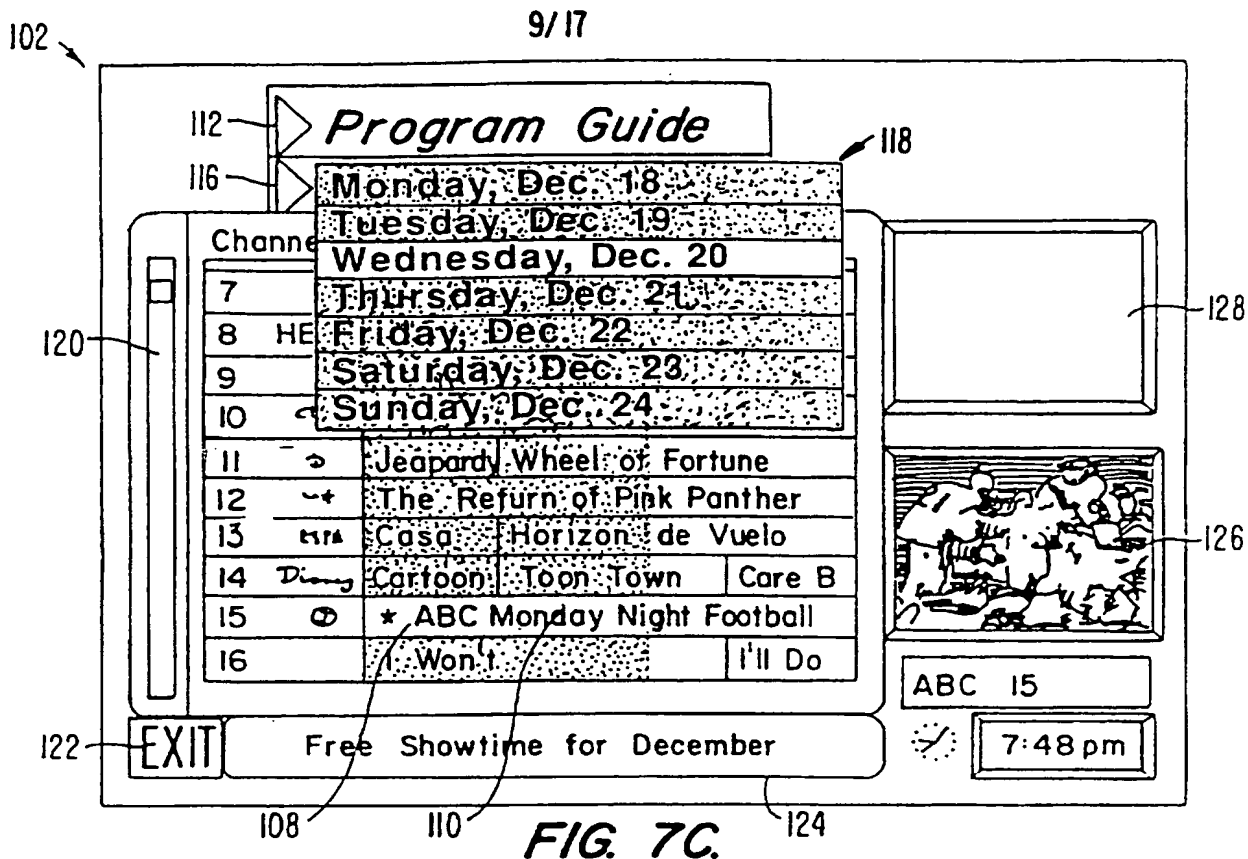 9/17
102
112
Program Guide
118
116
Monday, Dec. 18
Tuesday, Dec. 19
Channe
Wednesday, Dec. 20
7
Thursday, Dec. 21
128
8 HE
Friday, Dec. 22
120
9
Saturday, Dec. 23
10
Sunday, Dec. 24
11 Jeapardy Wheel of Fortune
12 The Return of Pink Panther
13 Casa Horizon de Vuelo
126
14 Disney Cartoon Toon Town Care B
15 * ABC Monday Night Football
16 I Won't I'll Do
ABC 15
122
EXIT
Free Showtime for December
7:48pm
108
110
124
FIG. 7C.